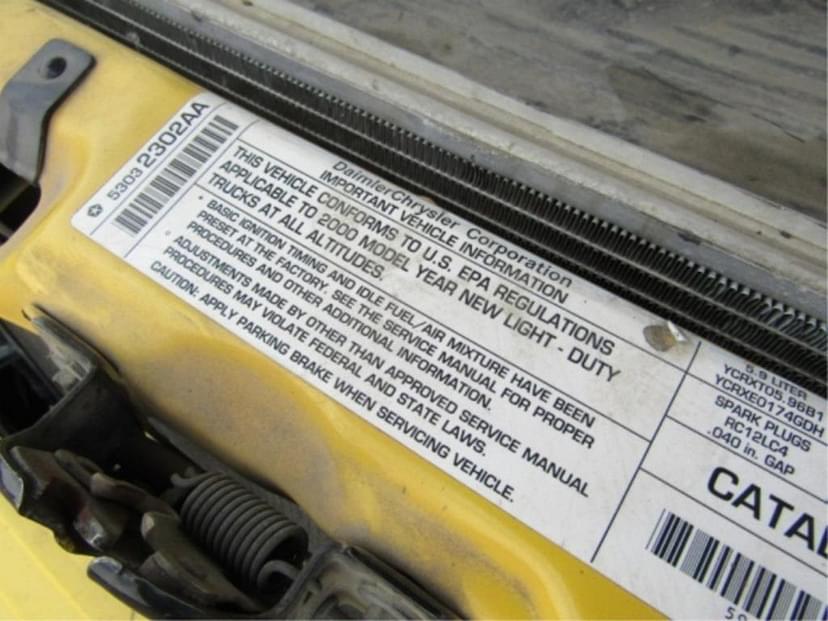 53032302AA
DaimlerChrysler Corporation
IMPORTANT VEHICLE INFORMATION
THIS VEHICLE CONFORMS TO U.S. EPA REGULATIONS
APPLICABLE TO 2000 MODEL YEAR NEW LIGHT - DUTY
TRUCKS AT ALL ALTITUDES
• BASIC IGNITION TIMING AND IDLE FUEL/AIR MIXTURE HAVE BEEN
PRESET AT THE FACTORY. SEE THE SERVICE MANUAL FOR PROPER
PROCEDURES AND OTHER ADDITIONAL INFORMATION.
• ADJUSTMENTS MADE BY OTHER THAN APPROVED SERVICE MANUAL
PROCEDURES MAY VIOLATE FEDERAL AND STATE LAWS.
CAUTION: APPLY PARKING BRAKE WHEN SERVICING VEHICLE.
5.9 LITER
YCRXT05.96B1
YCRXE0174GDH
SPARK PLUGS
RC12LC4
.040 in. GAP
CATAL